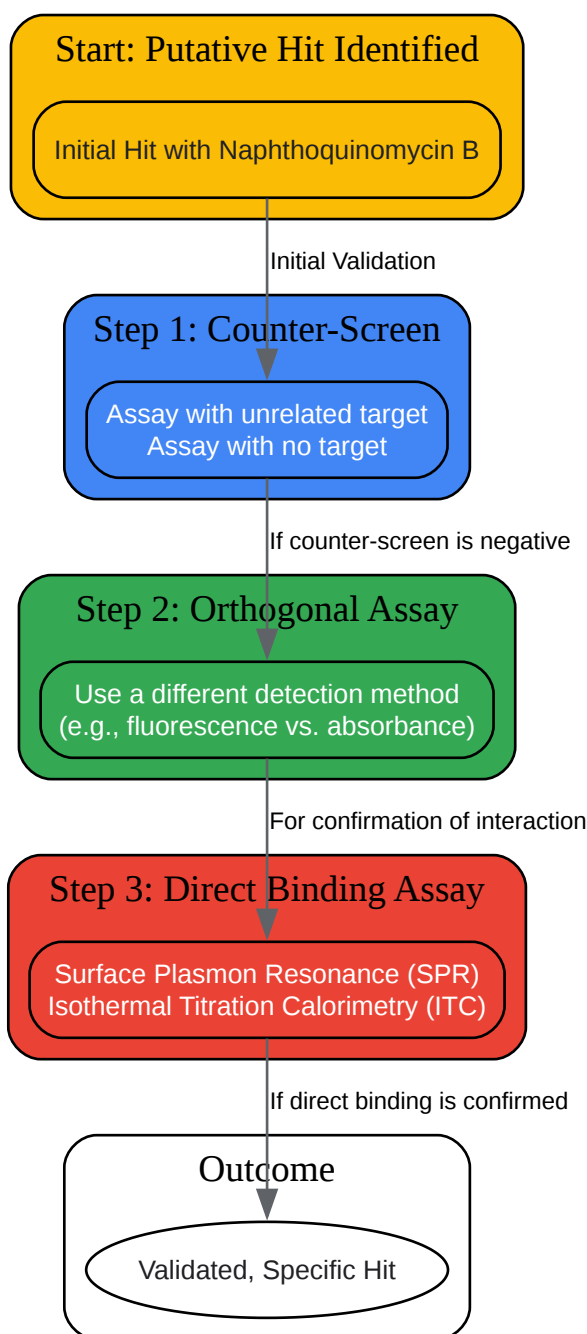 Start: Putative Hit Identified
Initial Hit with Naphthoquinomycin B
Initial Validation
Step 1: Counter-Screen
Assay with unrelated target
Assay with no target
If counter-screen is negative
Step 2: Orthogonal Assay
Use a different detection method
(e.g., fluorescence vs. absorbance)
For confirmation of interaction
Step 3: Direct Binding Assay
Surface Plasmon Resonance (SPR)
Isothermal Titration Calorimetry (ITC)
If direct binding is confirmed
Outcome
Validated, Specific Hit